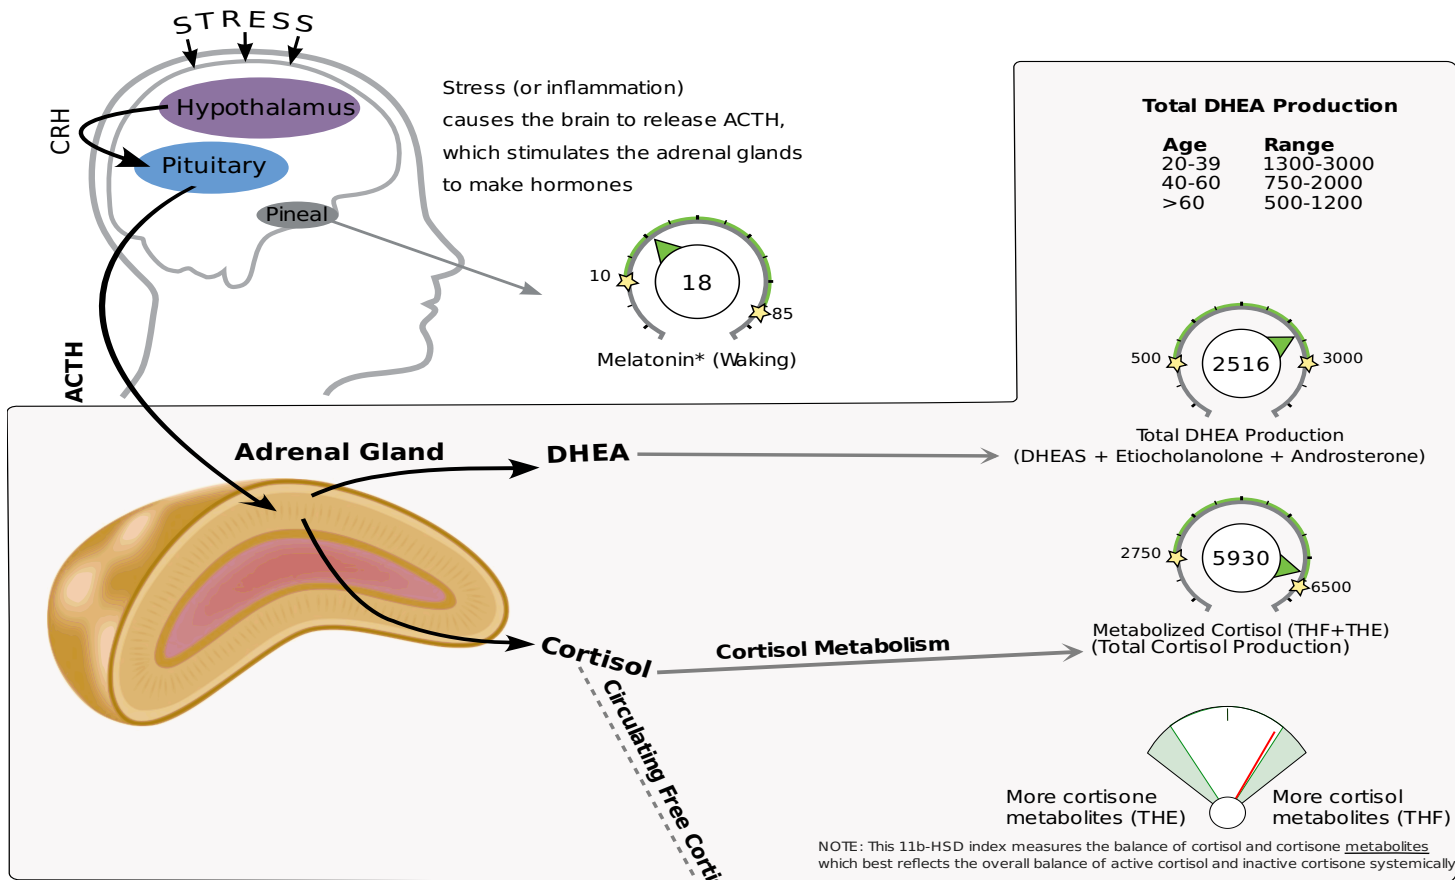 STRESS
Hypothalamus
CRH
Pituitary
Pineal
ACTH
Stress (or inflammation)
causes the brain to release ACTH,
which stimulates the adrenal glands
to make hormones
10
18
85
Melatonin* (Waking)
Total DHEA Production
Age Range
20-39 1300-3000
40-60 750-2000
>60 500-1200
500
2516
3000
Total DHEA Production
(DHEAS + Etiocholanolone + Androsterone)
Adrenal Gland
DHEA
2750
5930
6500
Metabolized Cortisol (THF+THE)
(Total Cortisol Production)
Cortisol
Cortisol Metabolism
Circulating Free
More cortisone
metabolites (THE)
More cortisol
metabolites (THF)
NOTE: This 11b-HSD index measures the balance of cortisol and cortisone metabolites
which best reflects the overall balance of active cortisol and inactive cortisone systemically